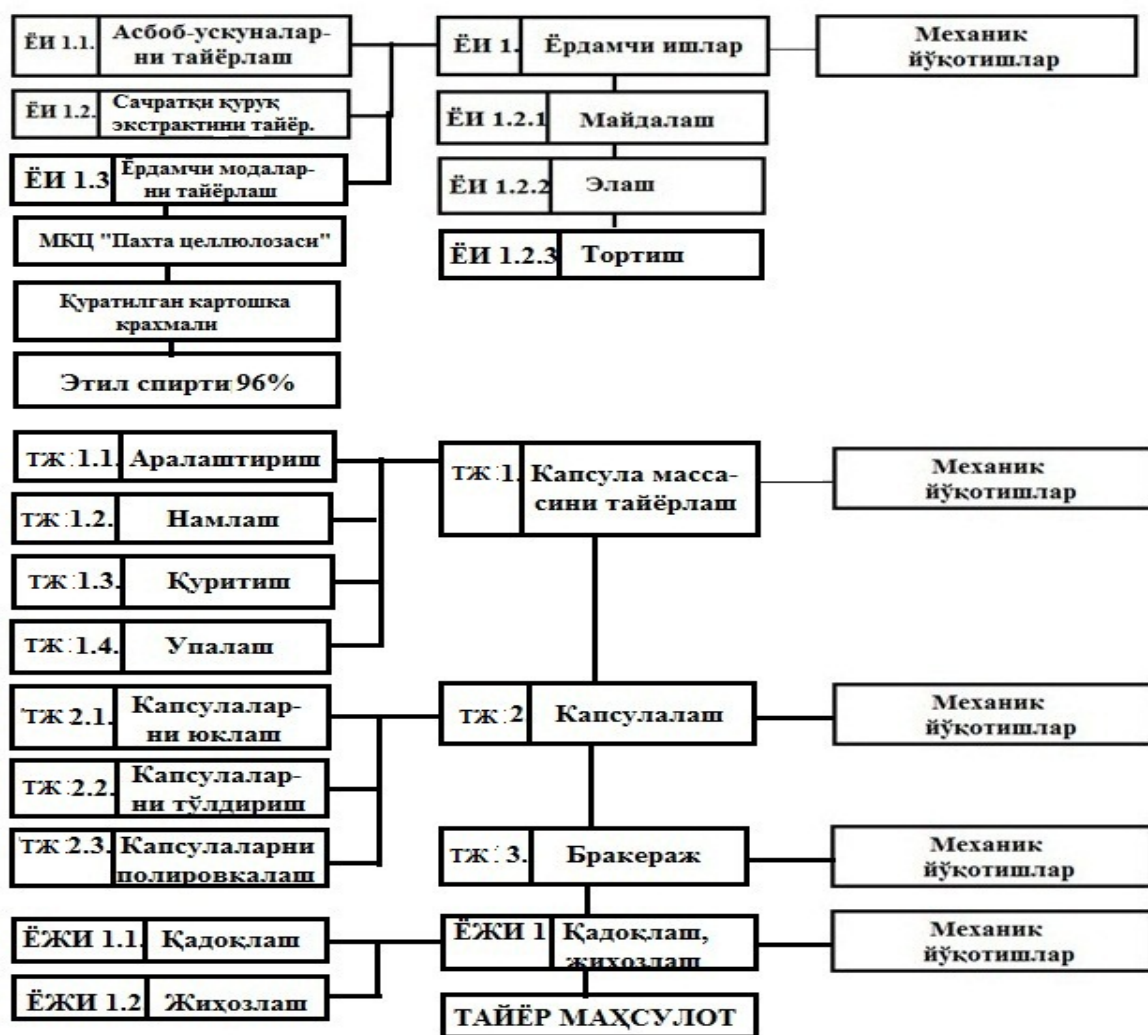 ЁИ 1.1. Асбоб-ускуналар-
ни тайёрлаш
ЁИ 1. Ёрдамчи ишлар
Механик
йўқотишлар
ЁИ 1.2. Сачратқи қуруқ
экстрактини тайёр.
ЁИ 1.2.1 Майдалаш
ЁИ 1.3 Ёрдамчи модалар-
ни тайёрлаш
ЁИ 1.2.2 Элаш
МКЦ "Пахта целлюлозаси"
ЁИ 1.2.3 Тортиш
Қуратилган картошка
крахмали
Этил спирти 96%
ТЖ 1.1. Аралаштириш
ТЖ 1. Капсула масса-
сини тайёрлаш
Механик
йўқотишлар
ТЖ 1.2. Намлаш
ТЖ 1.3. Қуритиш
ТЖ 1.4. Упалаш
ТЖ 2.1. Капсулалар-
ни юклаш
ТЖ 2 Капсулалаш
Механик
йўқотишлар
ТЖ 2.2. Капсулалар-
ни тўлдириш
ТЖ 2.3. Капсулаларни
полировкалаш
ТЖ 3. Бракераж
Механик
йўқотишлар
ЁЖИ 1.1. Қадоқлаш
ЁЖИ 1 Қадоқлаш,
жиҳозлаш
Механик
йўқотишлар
ЁЖИ 1.2 Жиҳозлаш
ТАЙЁР МАҲСУЛОТ